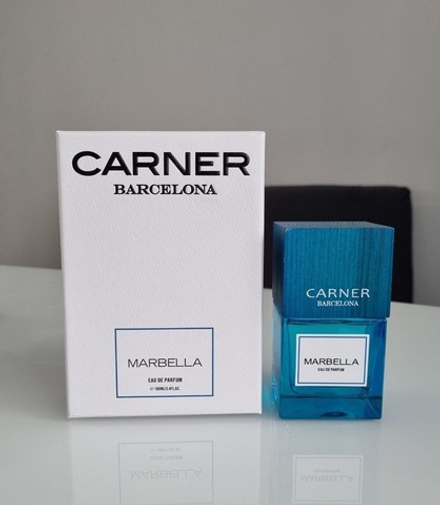 CARNER
BARCELONA
MARBELLA
EAU DE PARFUM
CARNER
BARCELONA
MARBELLA
EAU DE PARFUM